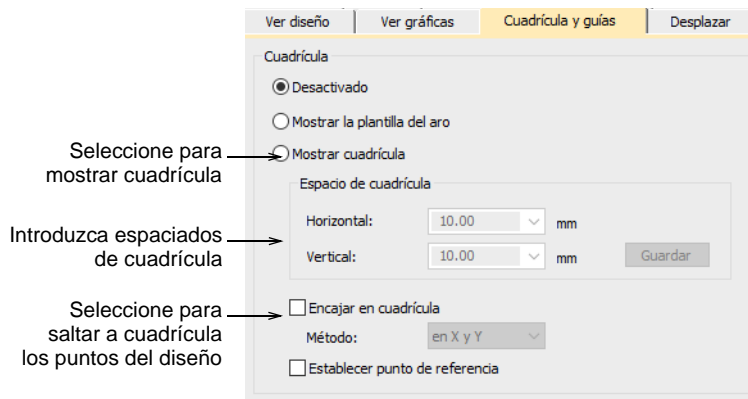 Ver diseño Ver gráficas Cuadrícula y guías Desplazar
Cuadrícula
Desactivado
Mostrar la plantilla del aro
Mostrar cuadrícula
Seleccione para
mostrar cuadrícula
Espacio de cuadrícula
Horizontal: 10.00 mm
Introduzca espaciados
de cuadrícula
Vertical: 10.00 mm Guardar
Seleccione para
saltar a cuadrícula
los puntos del diseño
Encajar en cuadrícula
Método: en X y Y
Establecer punto de referencia